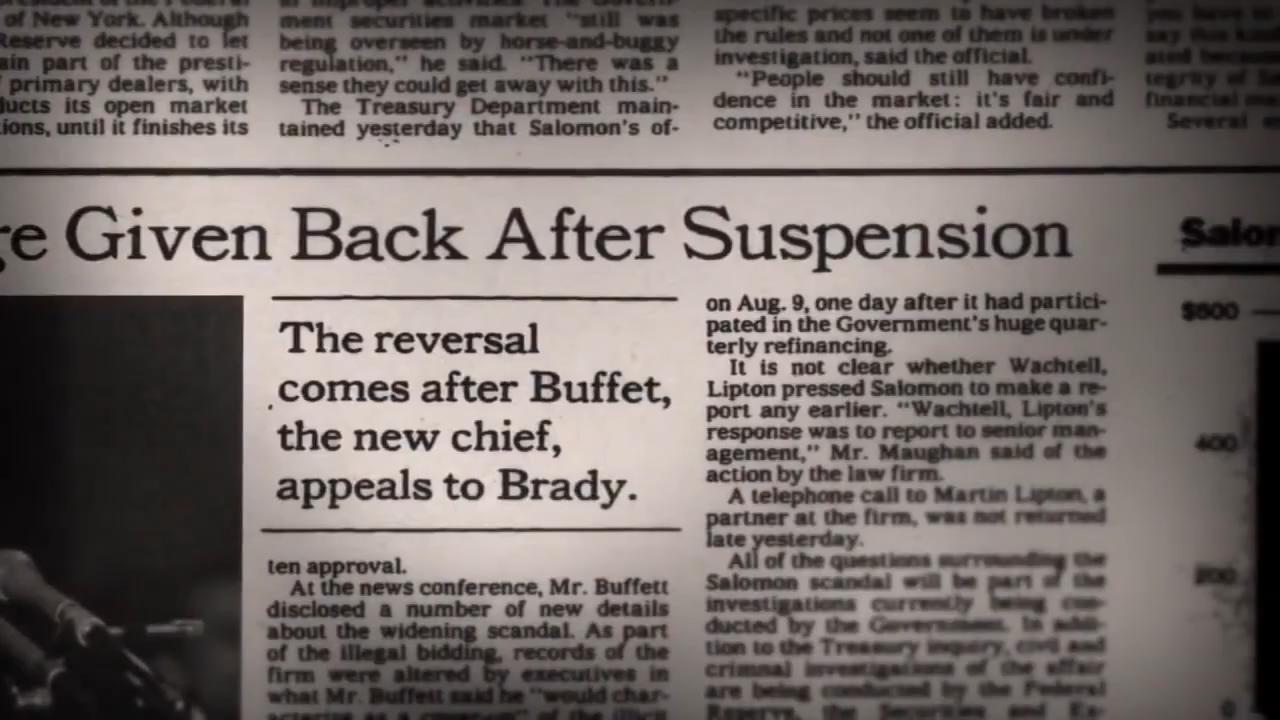 of New York. Although
Reserve decided to let
ain part of the presti-
primary dealers, with
ducts its open market
ions, until it finishes its
ment securities market "still was
being overseen by horse-and-buggy
regulation," he said. "There was a
sense they could get away with this."
The Treasury Department main-
tained yesterday that Salomon's of-
specific prices seem to have broken
the rules and not one of them is under
investigation, said the official.
"People should still have confi-
dence in the market: it's fair and
competitive," the official added.
Several
re Given Back After Suspension
The reversal
comes after Buffet,
the new chief,
appeals to Brady.
ten approval.
At the news conference, Mr. Buffett
disclosed a number of new details
about the widening scandal. As part
of the illegal bidding, records of the
firm were altered by executives in
what Mr. Buffett said he "would char-
on Aug. 9, one day after it had partici-
pated in the Government's huge quar-
terly refinancing.
It is not clear whether Wachtell,
Lipton pressed Salomon to make a re-
port any earlier. "Wachtell, Lipton's
response was to report to senior man-
agement," Mr. Maughan said of the
action by the law firm.
A telephone call to Martin Lipton, a
partner at the firm, was not returned
late yesterday.
All of the questions surrounding the
Salomon scandal will be part of the
investigations currently being con-
ducted by the Government. In addi-
tion to the Treasury inquiry, civil and
crimnal investigations of the affair
are being conducted by the Federal
Reserve, the Securities and Ex-
Salom
$600
400
200
0